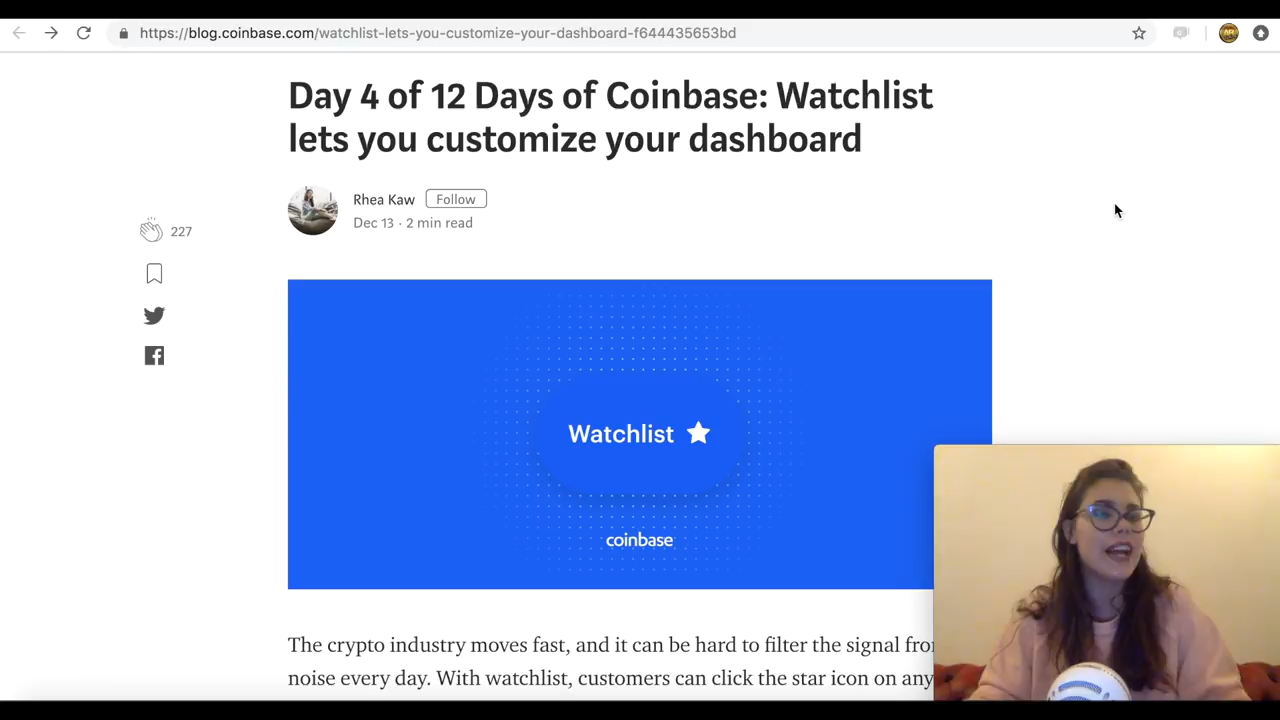 https://blog.coinbase.com/watchlist-lets-you-customize-your-dashboard-f644435653bd
Day 4 of 12 Days of Coinbase: Watchlist
lets you customize your dashboard
Rhea Kaw Follow
Dec 13 · 2 min read
227
Watchlist
coinbase
The crypto industry moves fast, and it can be hard to filter the signal
noise every day. With watchlist, customers can click the star icon on any